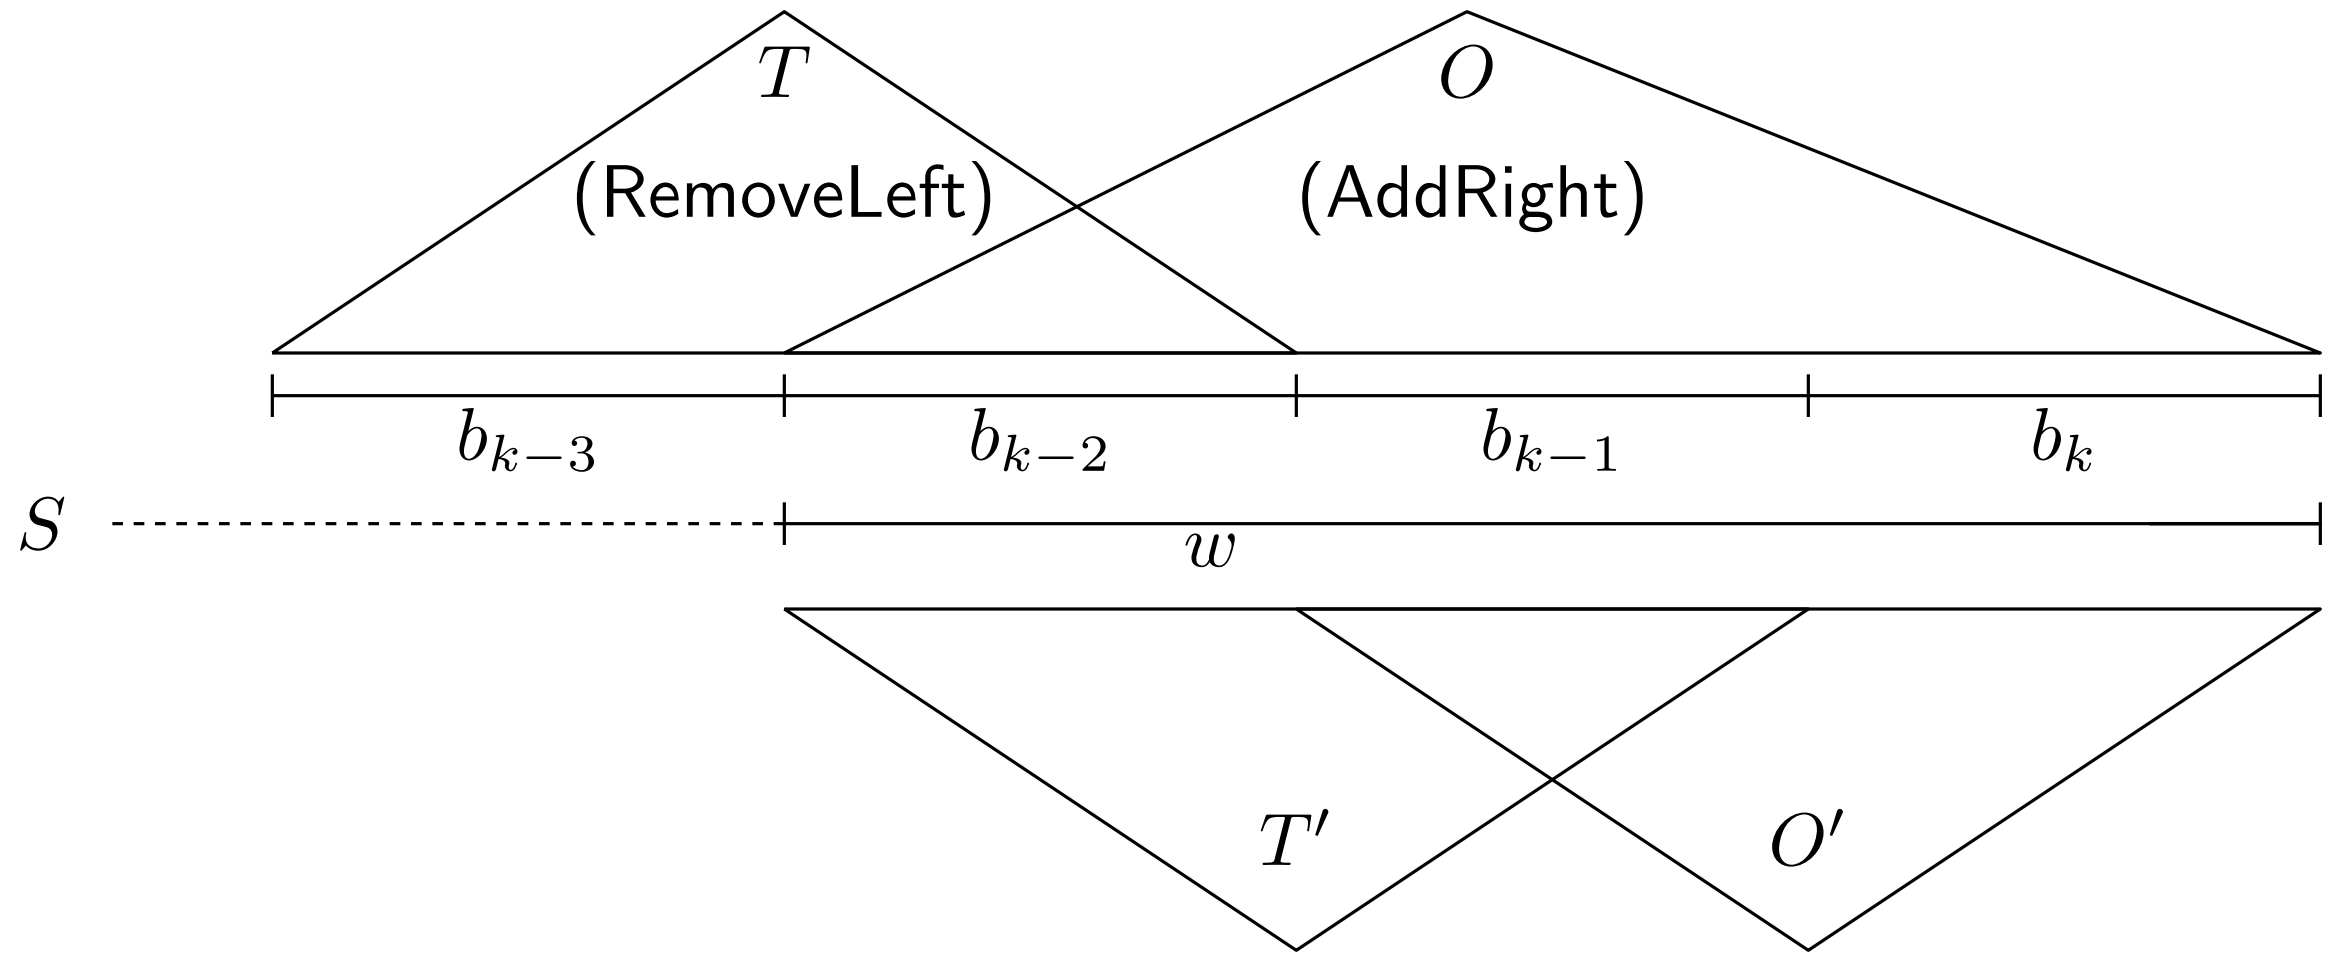 T O
(RemoveLeft) (AddRight)
b_{k-3} b_{k-2} b_{k-1} b_k
S
w
T′ O′